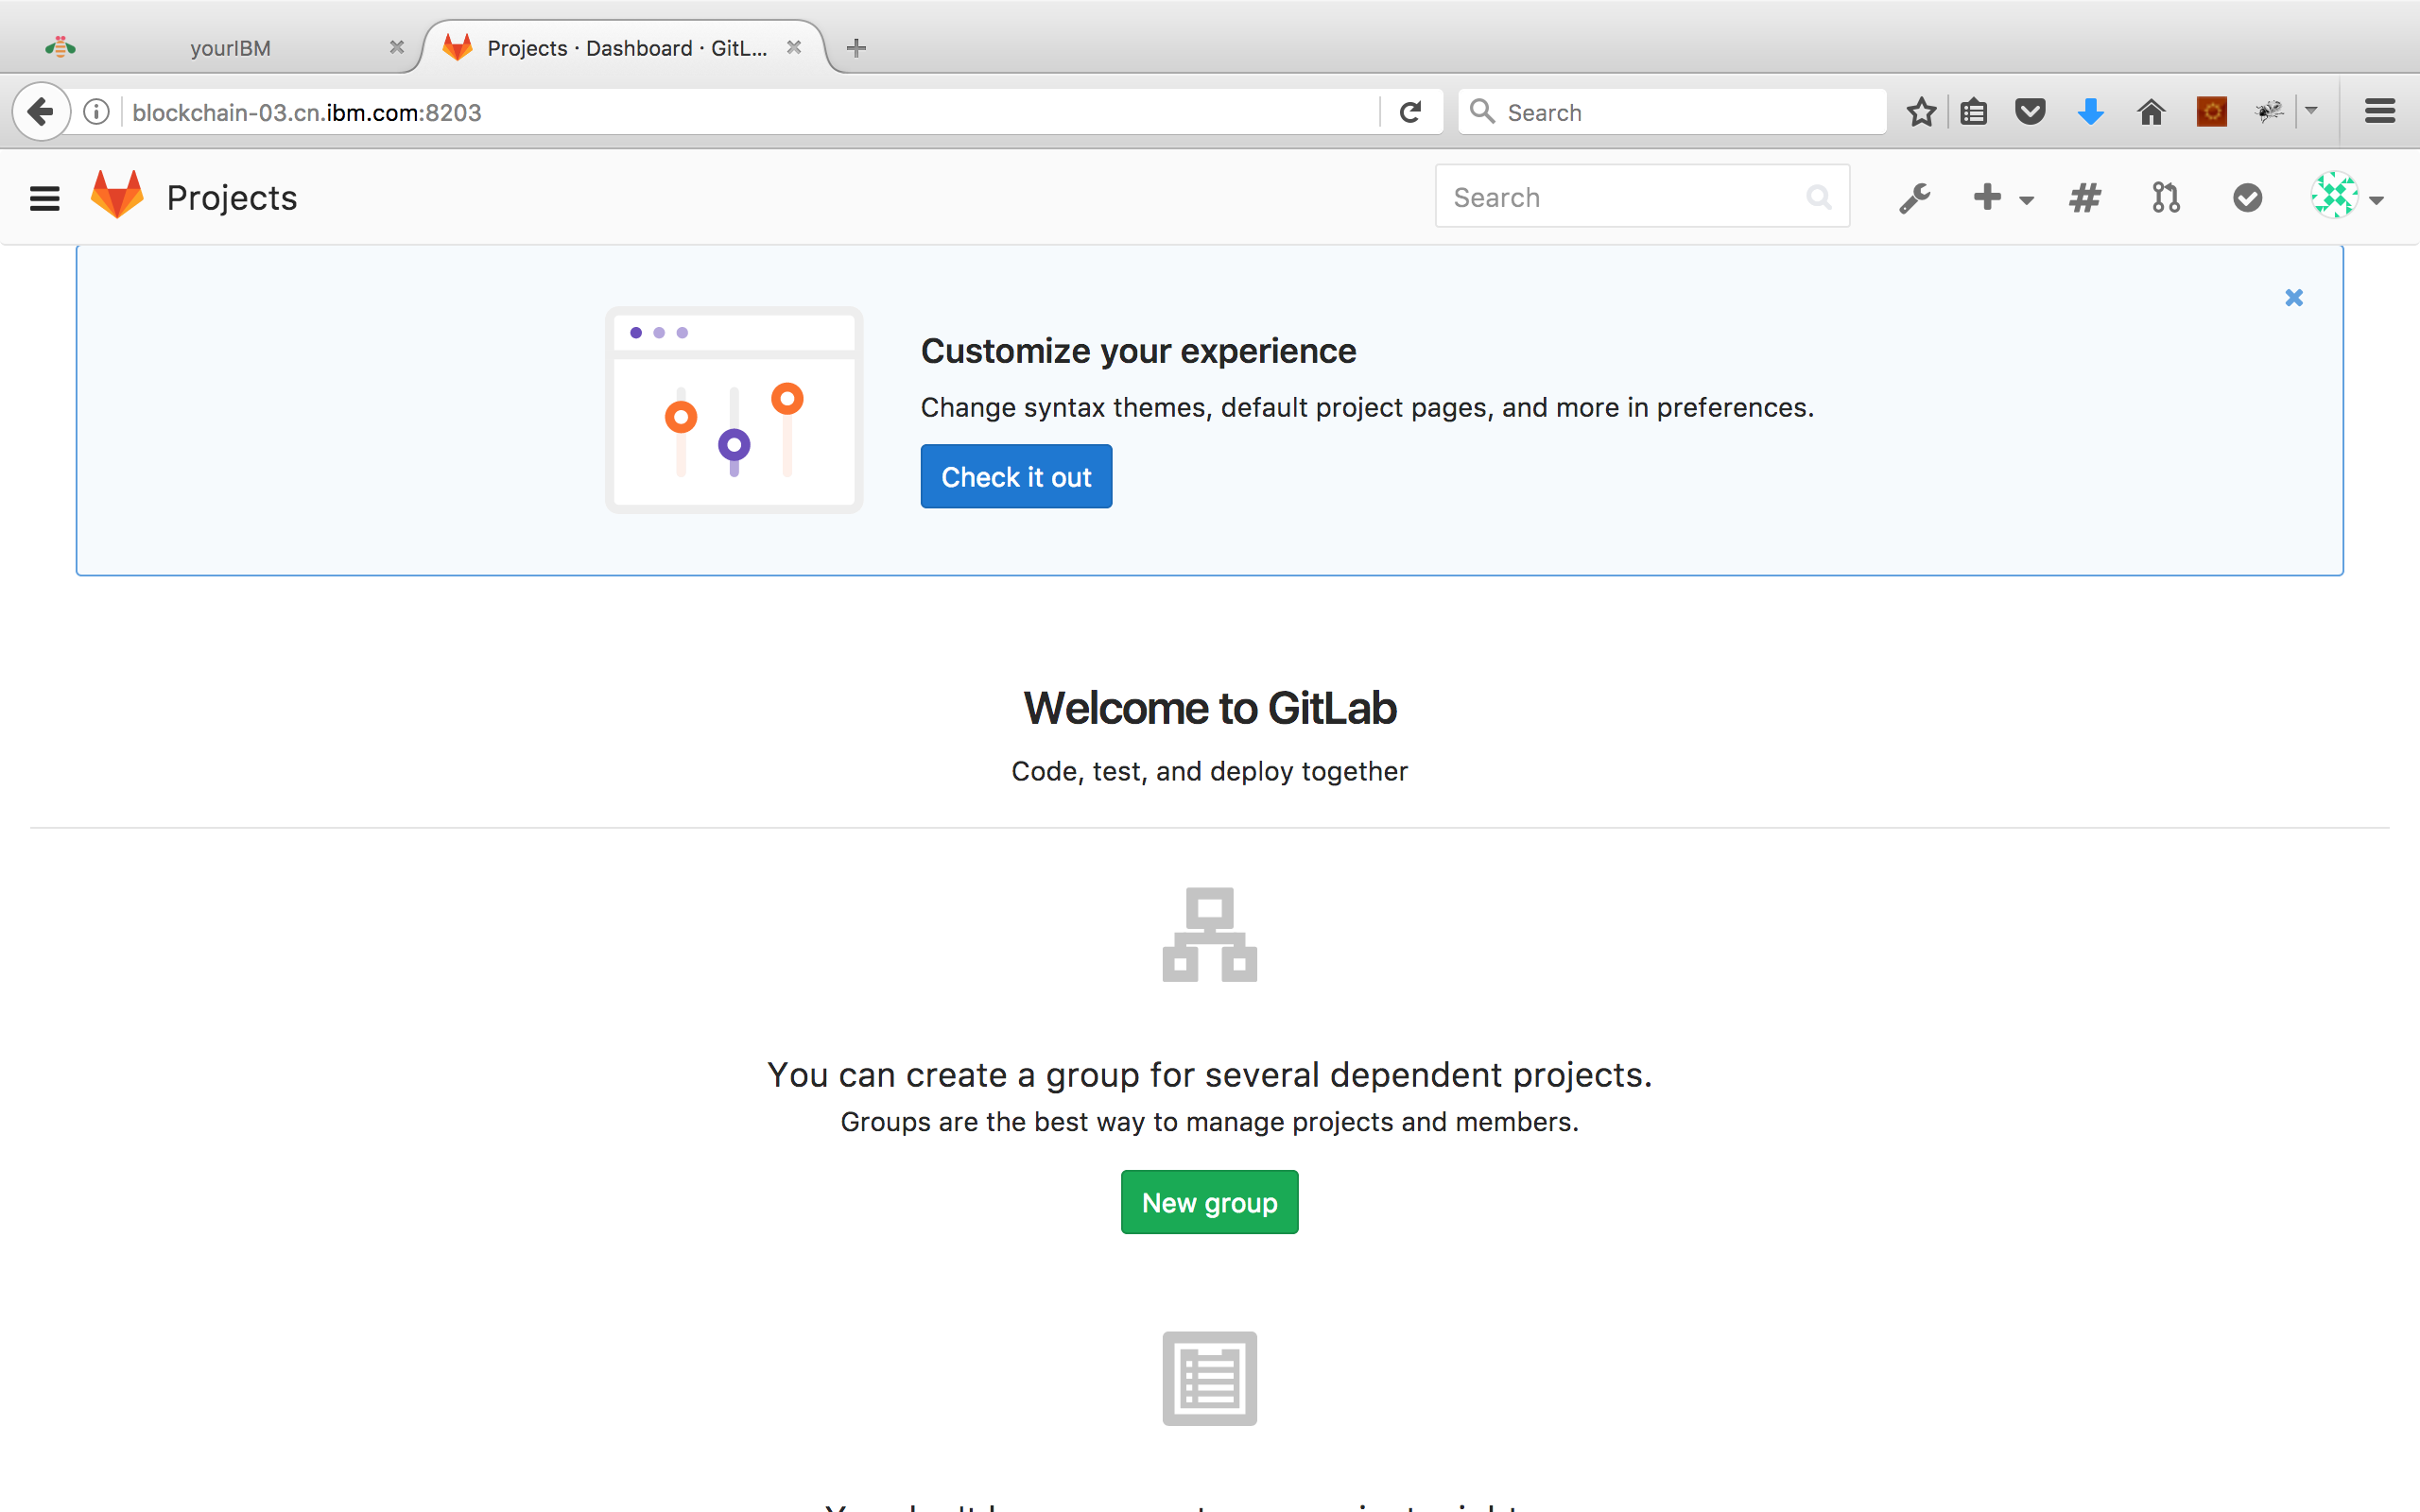 yourIBM
Projects · Dashboard · GitL...
blockchain-03.cn.ibm.com:8203
Search
Projects
Search
Customize your experience
Change syntax themes, default project pages, and more in preferences.
Check it out
Welcome to GitLab
Code, test, and deploy together
You can create a group for several dependent projects.
Groups are the best way to manage projects and members.
New group